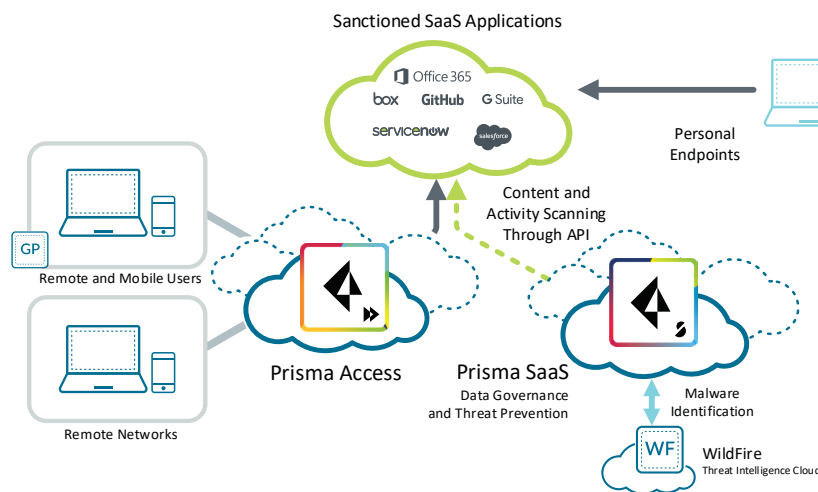 Sanctioned SaaS Applications
Office 365
box GitHub G Suite
servicenow salesforce
Personal
Endpoints
Content and
Activity Scanning
Through API
GP
Remote and Mobile Users
Remote Networks
Prisma Access
Prisma SaaS
Data Governance
and Threat Prevention
S
Malware
Identification
WF
WildFire
Threat Intelligence Cloud